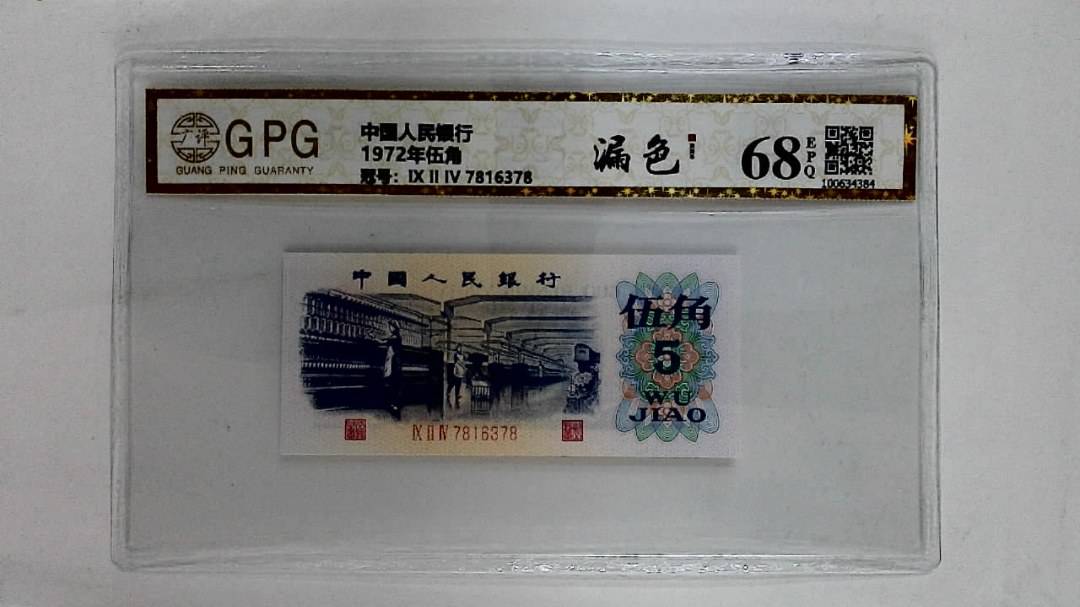 广评
GPG
GUANG PING GUARANTY
中国人民银行
1972年伍角
冠号：IX II IV 7816378
漏色
68
EPQ
100634384
中國人民銀行
伍角
5
WU
JIAO
IX II IV 7816378